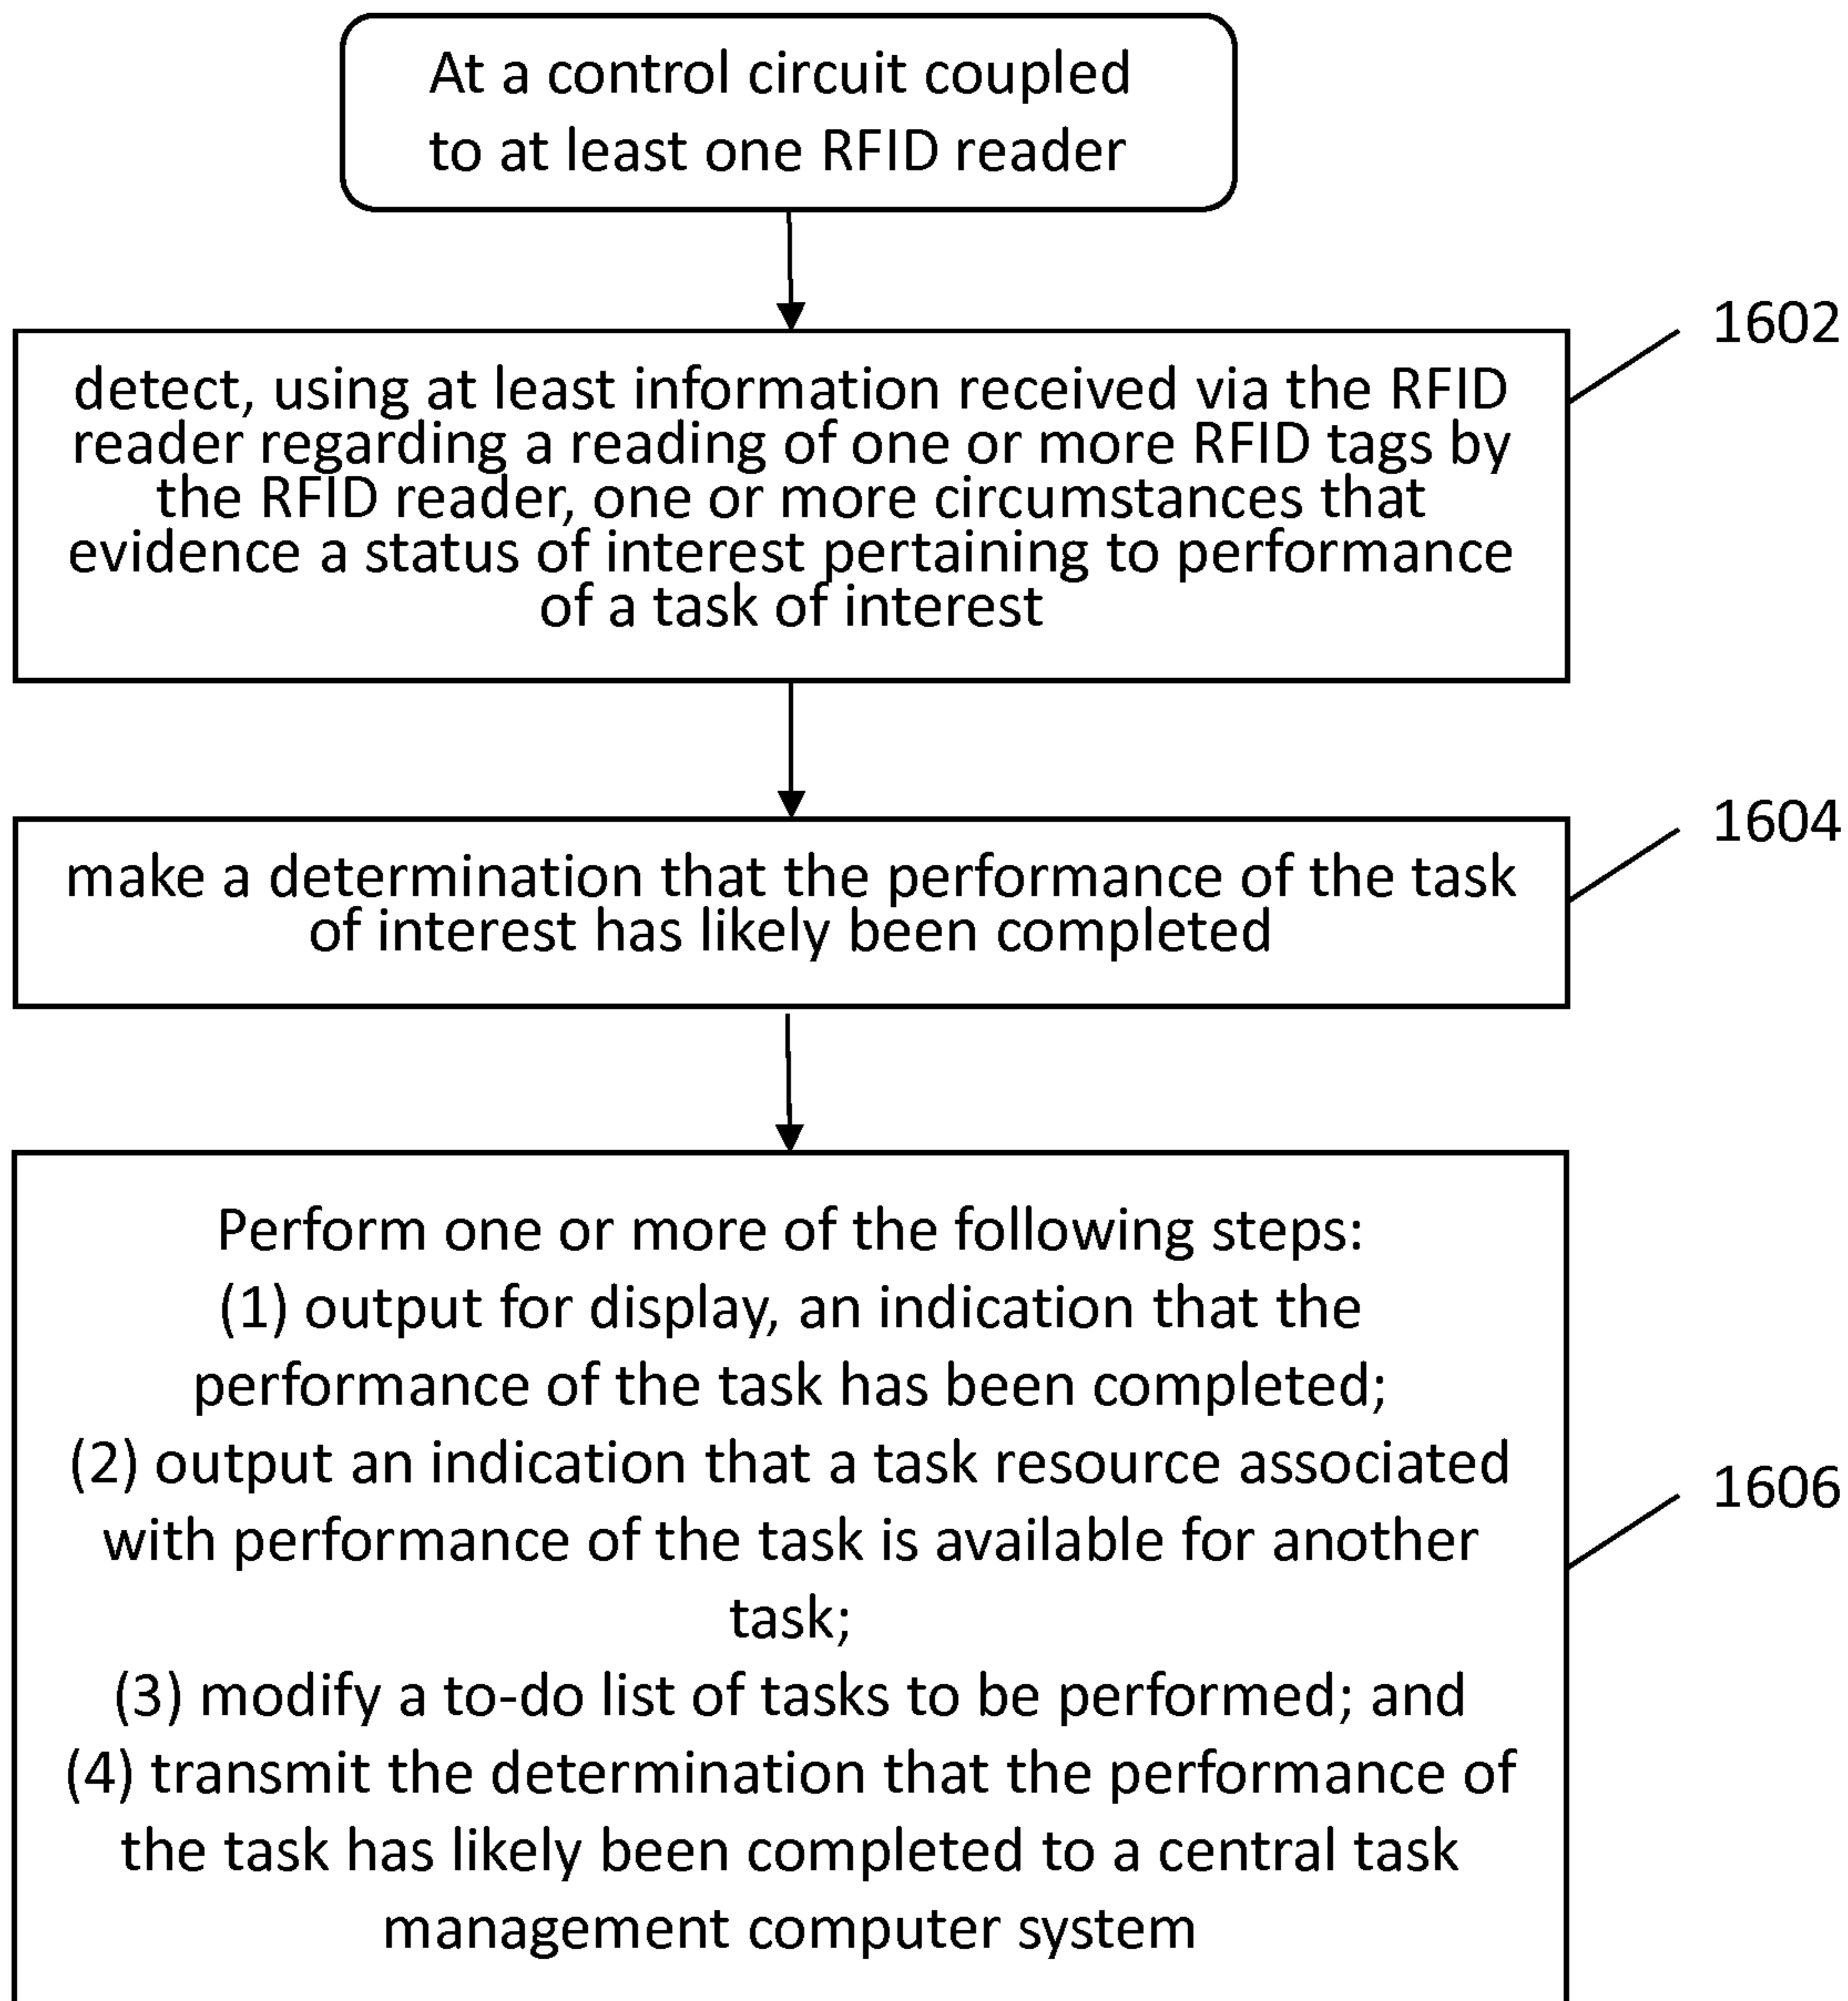 At a control circuit coupled
to at least one RFID reader
1602
detect, using at least information received via the RFID
reader regarding a reading of one or more RFID tags by
the RFID reader, one or more circumstances that
evidence a status of interest pertaining to performance
of a task of interest
1604
make a determination that the performance of the task
of interest has likely been completed
Perform one or more of the following steps:
(1) output for display, an indication that the
performance of the task has been completed;
(2) output an indication that a task resource associated
with performance of the task is available for another
task;
(3) modify a to-do list of tasks to be performed; and
(4) transmit the determination that the performance of
the task has likely been completed to a central task
management computer system
1606